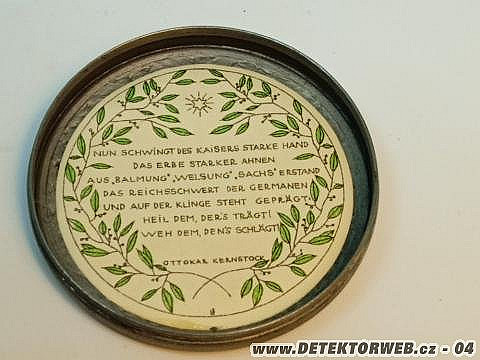 NUN SCHWINGT DES KAISERS STARKE HAND
DAS ERBE STARKER AHNEN
AUS „BALMUNG“, „WELSUNG“, „SACHS“ ERSTAND
DAS REICHSSCHWERT DER GERMANEN
UND AUF DER KLINGE STEHT GEPRÄGT
HEIL DEM, DER'S TRÄGT!
WEH DEM, DEN'S SCHLÄGT!
OTTOKAR KERNSTOCK
www.DETEKTORWEB.cz - 04